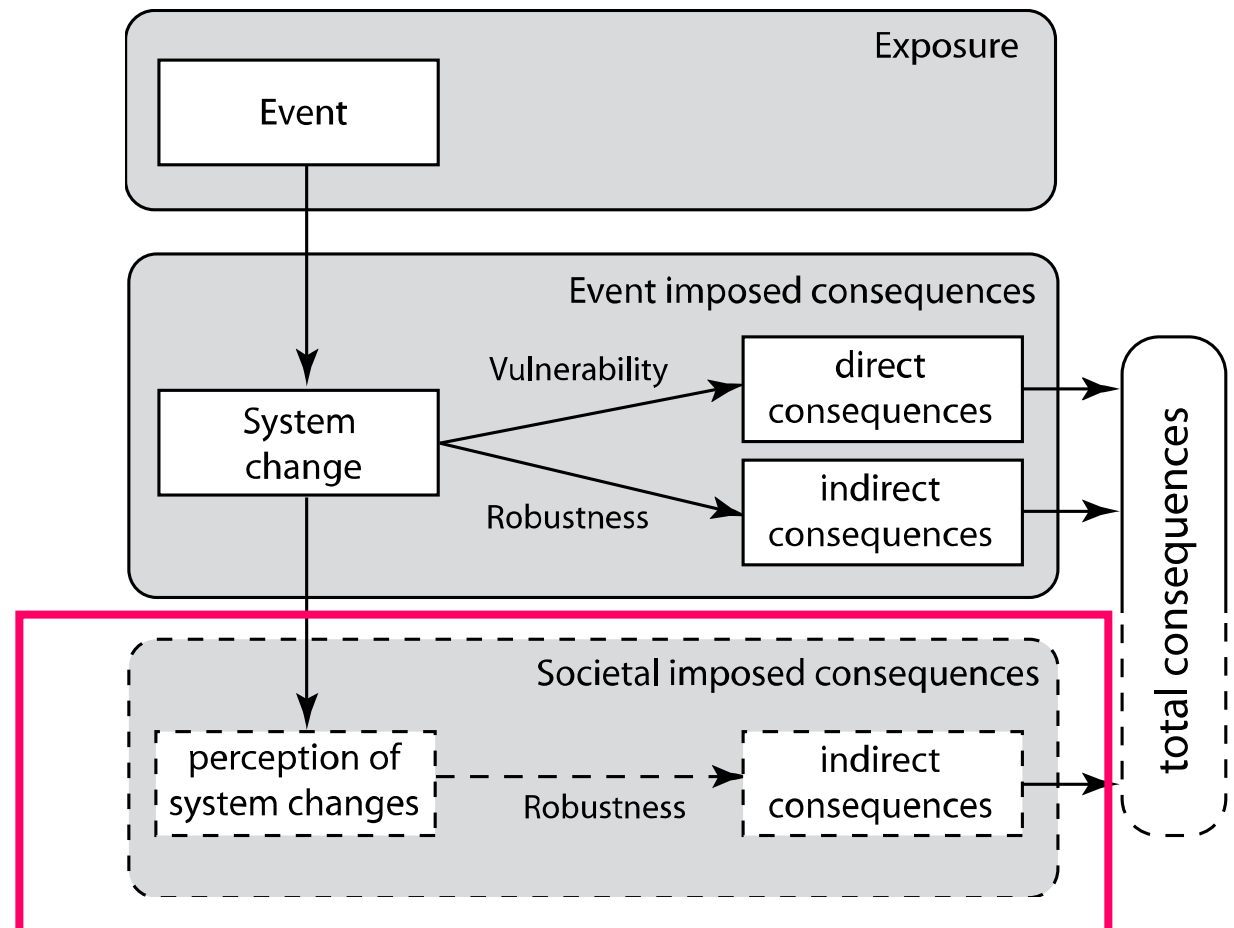 Exposure
Event
Event imposed consequences
Vulnerability
direct
consequences
System
change
Robustness
indirect
consequences
total consequences
Societal imposed consequences
perception of
system changes
Robustness
indirect
consequences